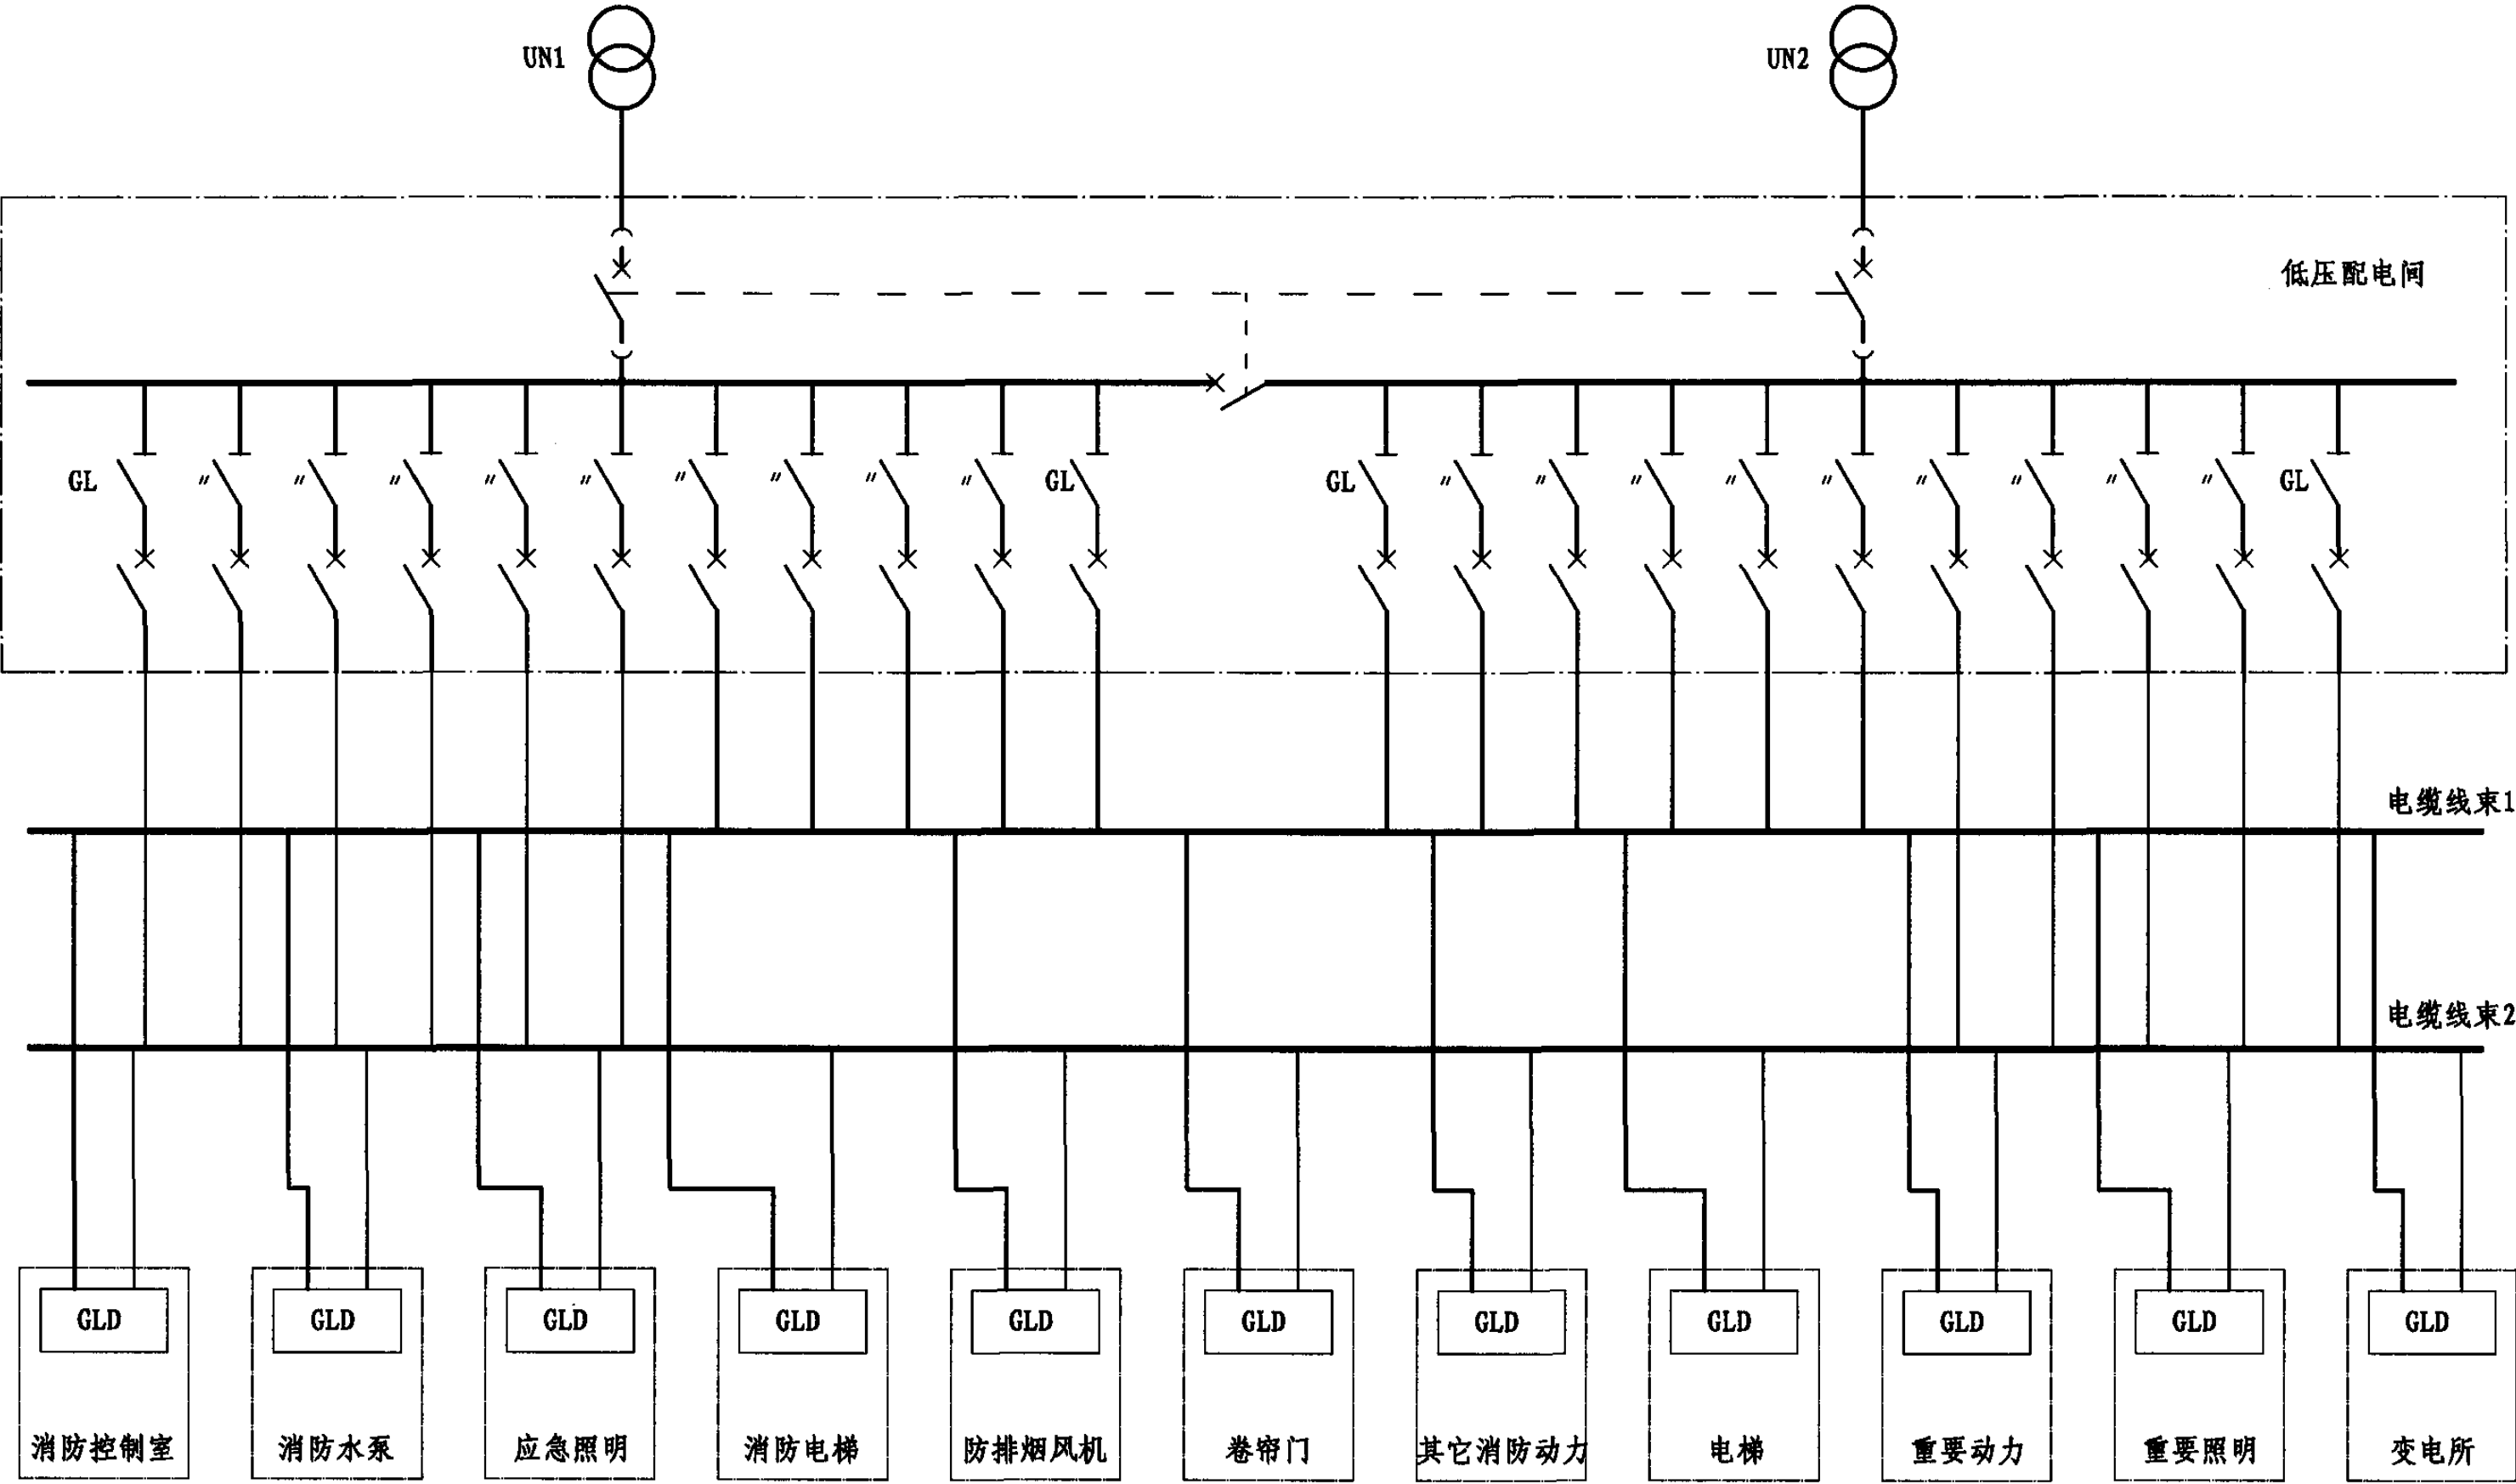 UN1
UN2
低压配电间
GL 〃 〃 〃 〃 〃 〃 〃 〃 〃 GL GL 〃 〃 〃 〃 〃 〃 〃 〃 〃 GL
电缆线束1
电缆线束2
GLD GLD GLD GLD GLD GLD GLD GLD GLD GLD GLD
消防控制室 消防水泵 应急照明 消防电梯 防排烟风机 卷帘门 其它消防动力 电梯 重要动力 重要照明 变电所